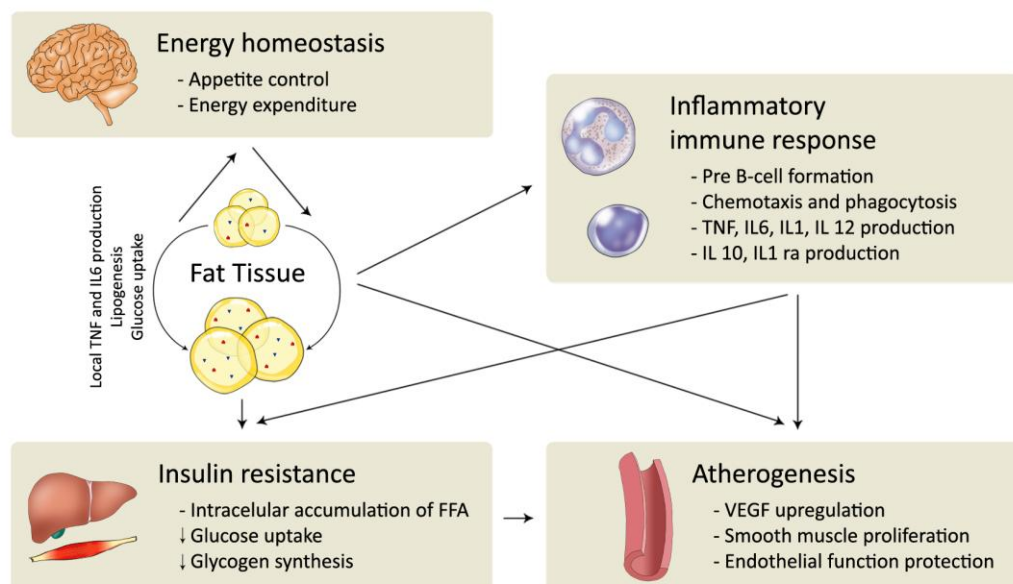 Energy homeostasis
- Appetite control
- Energy expenditure
Inflammatory
immune response
- Pre B-cell formation
- Chemotaxis and phagocytosis
- TNF, IL6, IL1, IL 12 production
- IL 10, IL1 ra production
Local TNF and IL6 production
Lipogenesis
Glucose uptake
Fat Tissue
Insulin resistance
- Intracelular accumulation of FFA
↓ Glucose uptake
↓ Glycogen synthesis
Atherogenesis
- VEGF upregulation
- Smooth muscle proliferation
- Endothelial function protection